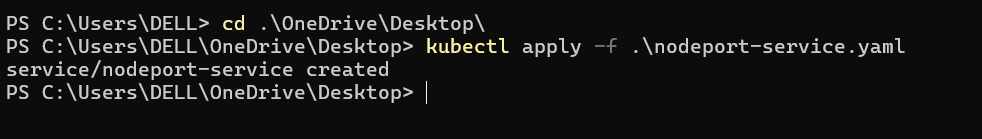 PS C:\Users\DELL> cd .\OneDrive\Desktop\
PS C:\Users\DELL\OneDrive\Desktop> kubectl apply -f .\nodeport-service.yaml
service/nodeport-service created
PS C:\Users\DELL\OneDrive\Desktop>